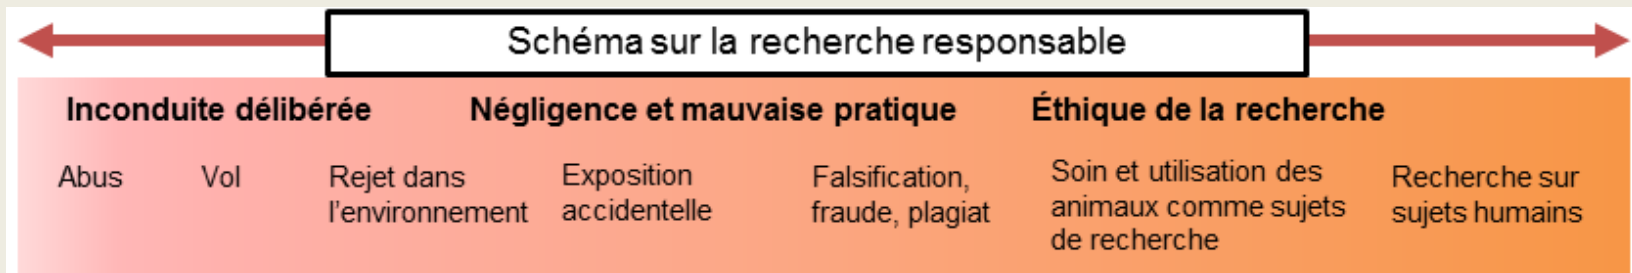 Schéma sur la recherche responsable
Inconduite délibérée
Négligence et mauvaise pratique
Éthique de la recherche
Abus
Vol
Rejet dans
l’environnement
Exposition
accidentelle
Falsification,
fraude, plagiat
Soin et utilisation des
animaux comme sujets
de recherche
Recherche sur
sujets humains